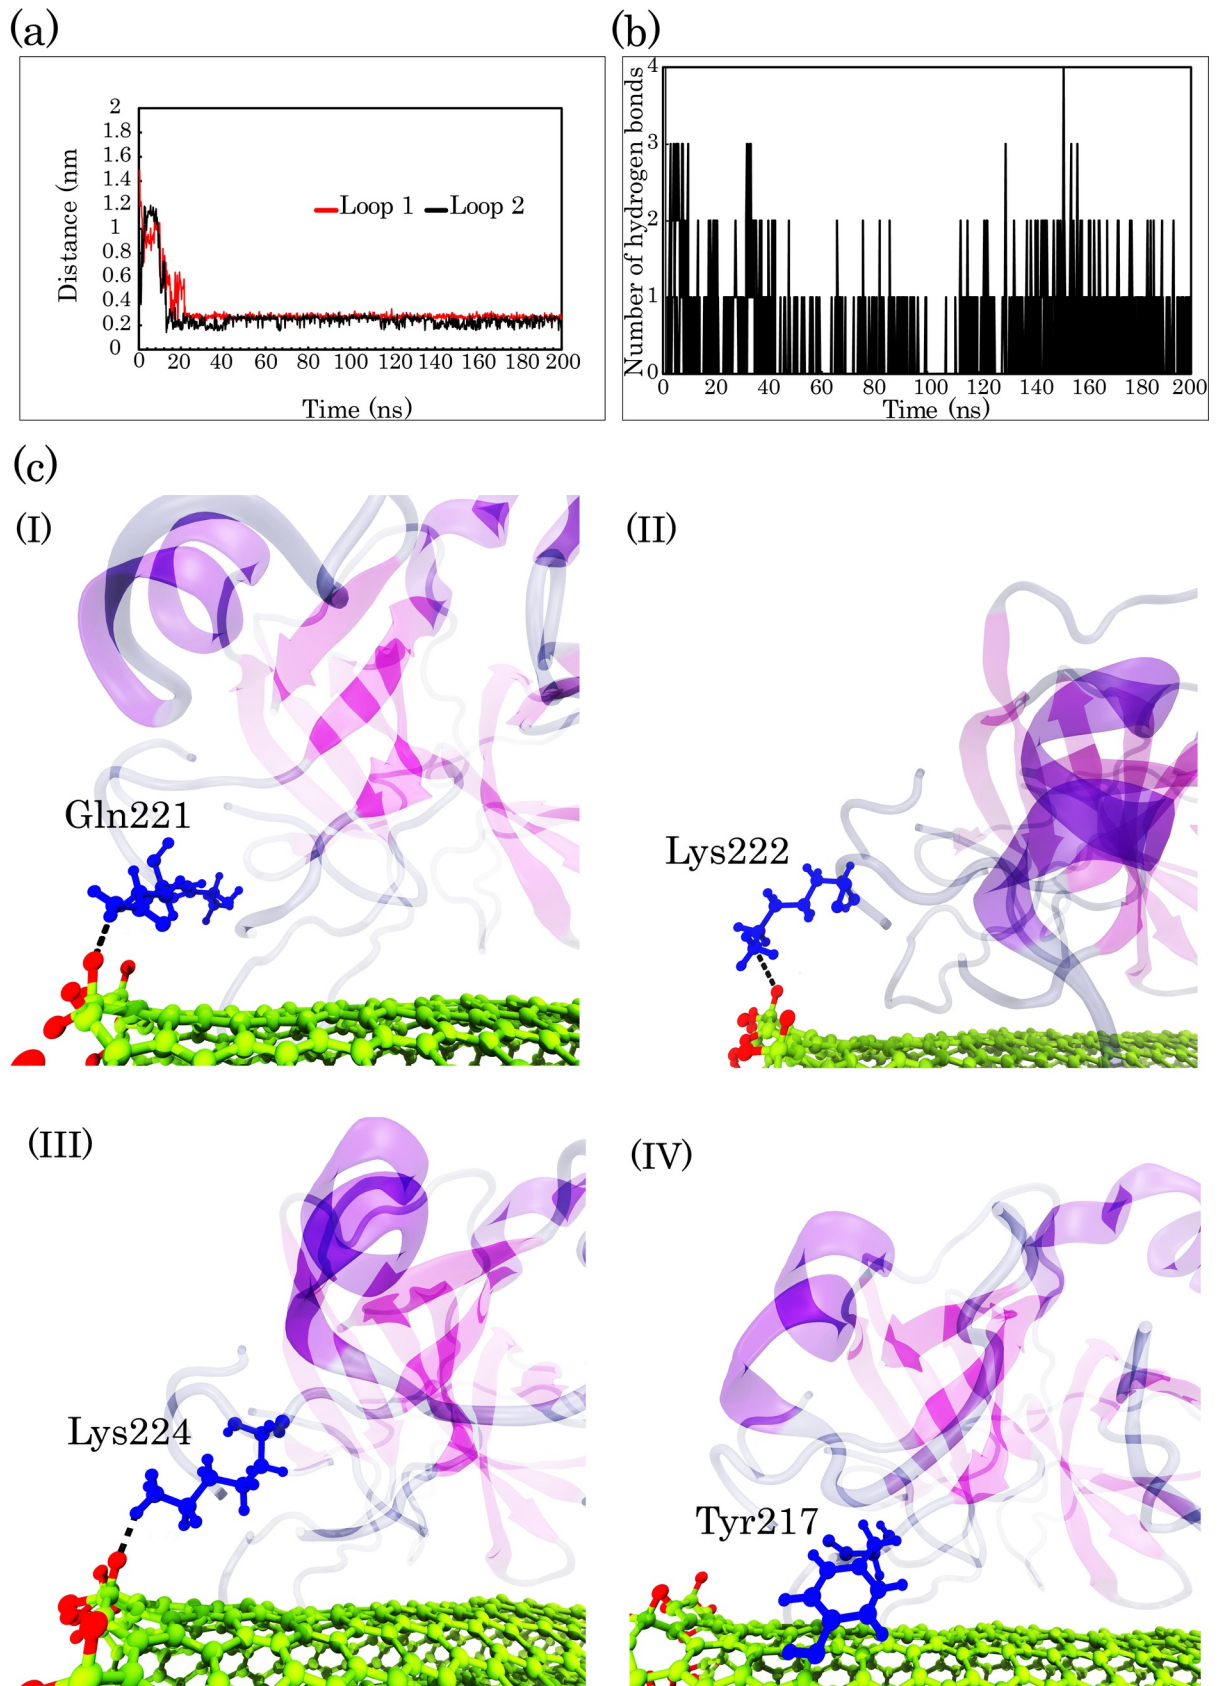 (a)
2
1.8
1.6
1.4
1.2
1
0.8
0.6
0.4
0.2
0
Distance (nm
Loop 1 Loop 2
0 20 40 60 80 100 120 140 160 180 200
Time (ns)
(b)
4
3
2
1
0
Number of hydrogen bonds
0 20 40 60 80 100 120 140 160 180 200
Time (ns)
(c)
(I)
Gln221
(II)
Lys222
(III)
Lys224
(IV)
Tyr217